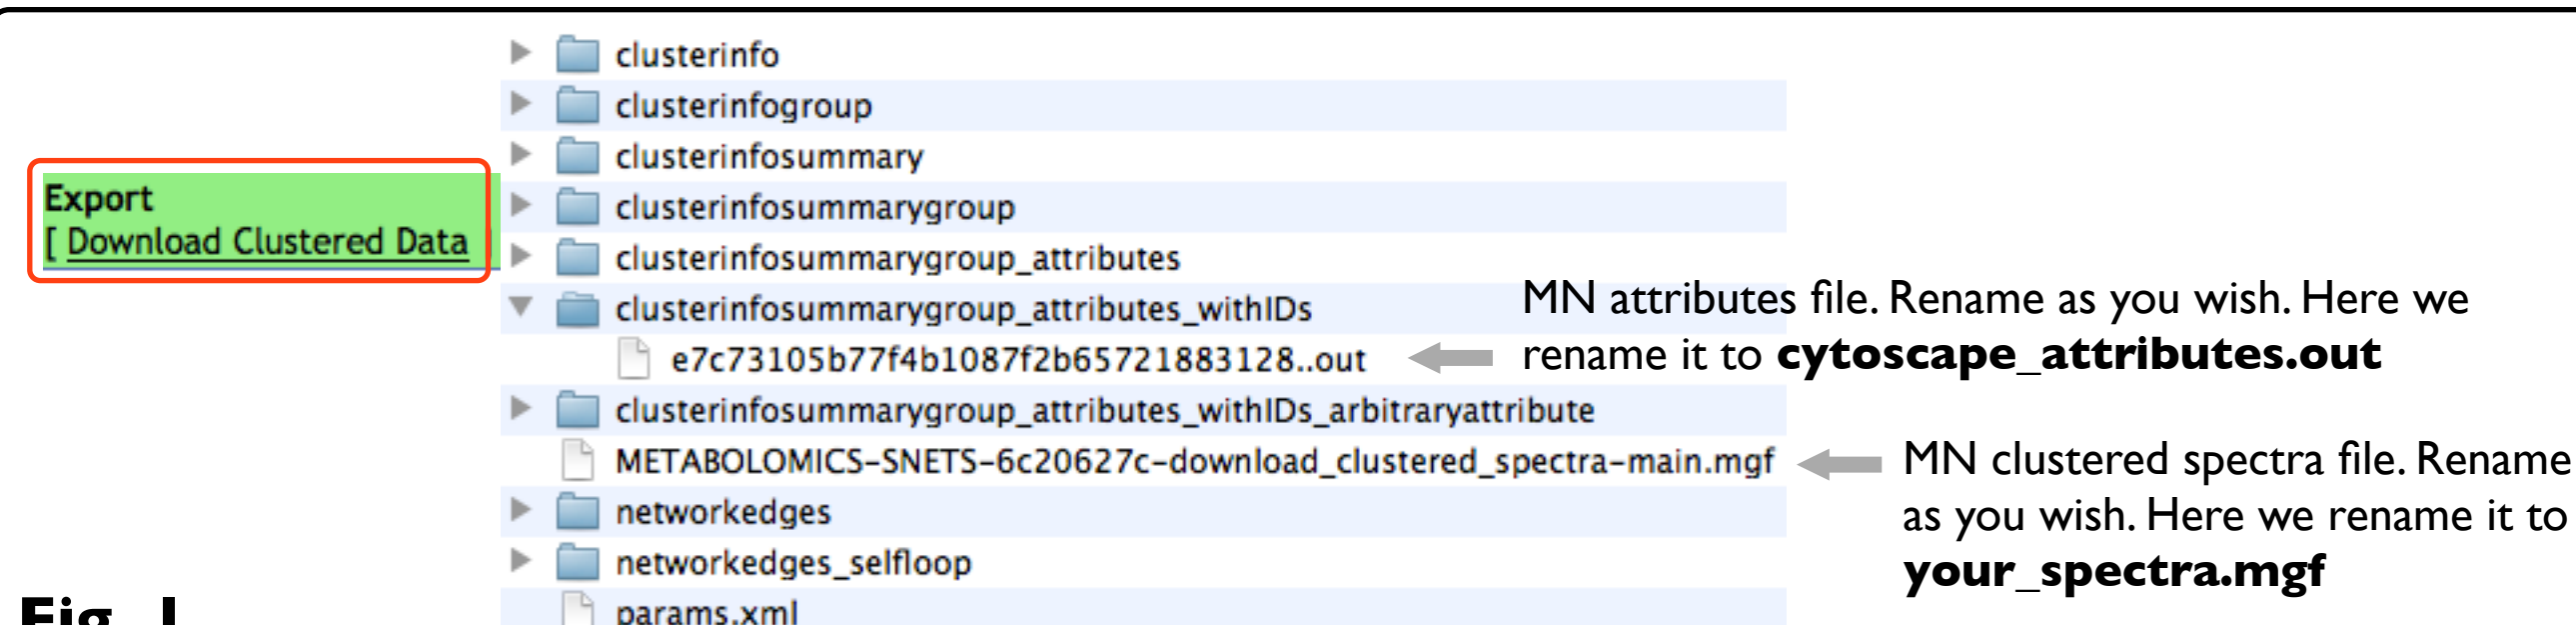 clusterinfo
clusterinfogroup
clusterinfosummary
Export
[ Download Clustered Data
clusterinfosummarygroup
clusterinfosummarygroup_attributes
clusterinfosummarygroup_attributes_withIDs
e7c73105b77f4b1087f2b65721883128..out
MN attributes file. Rename as you wish. Here we
rename it to cytoscape_attributes.out
clusterinfosummarygroup_attributes_withIDs_arbitraryattribute
METABOLOMICS-SNETS-6c20627c-download_clustered_spectra-main.mgf
MN clustered spectra file. Rename
as you wish. Here we rename it to
your_spectra.mgf
networkedges
networkedges_selfloop
params.xml
Fig. 1